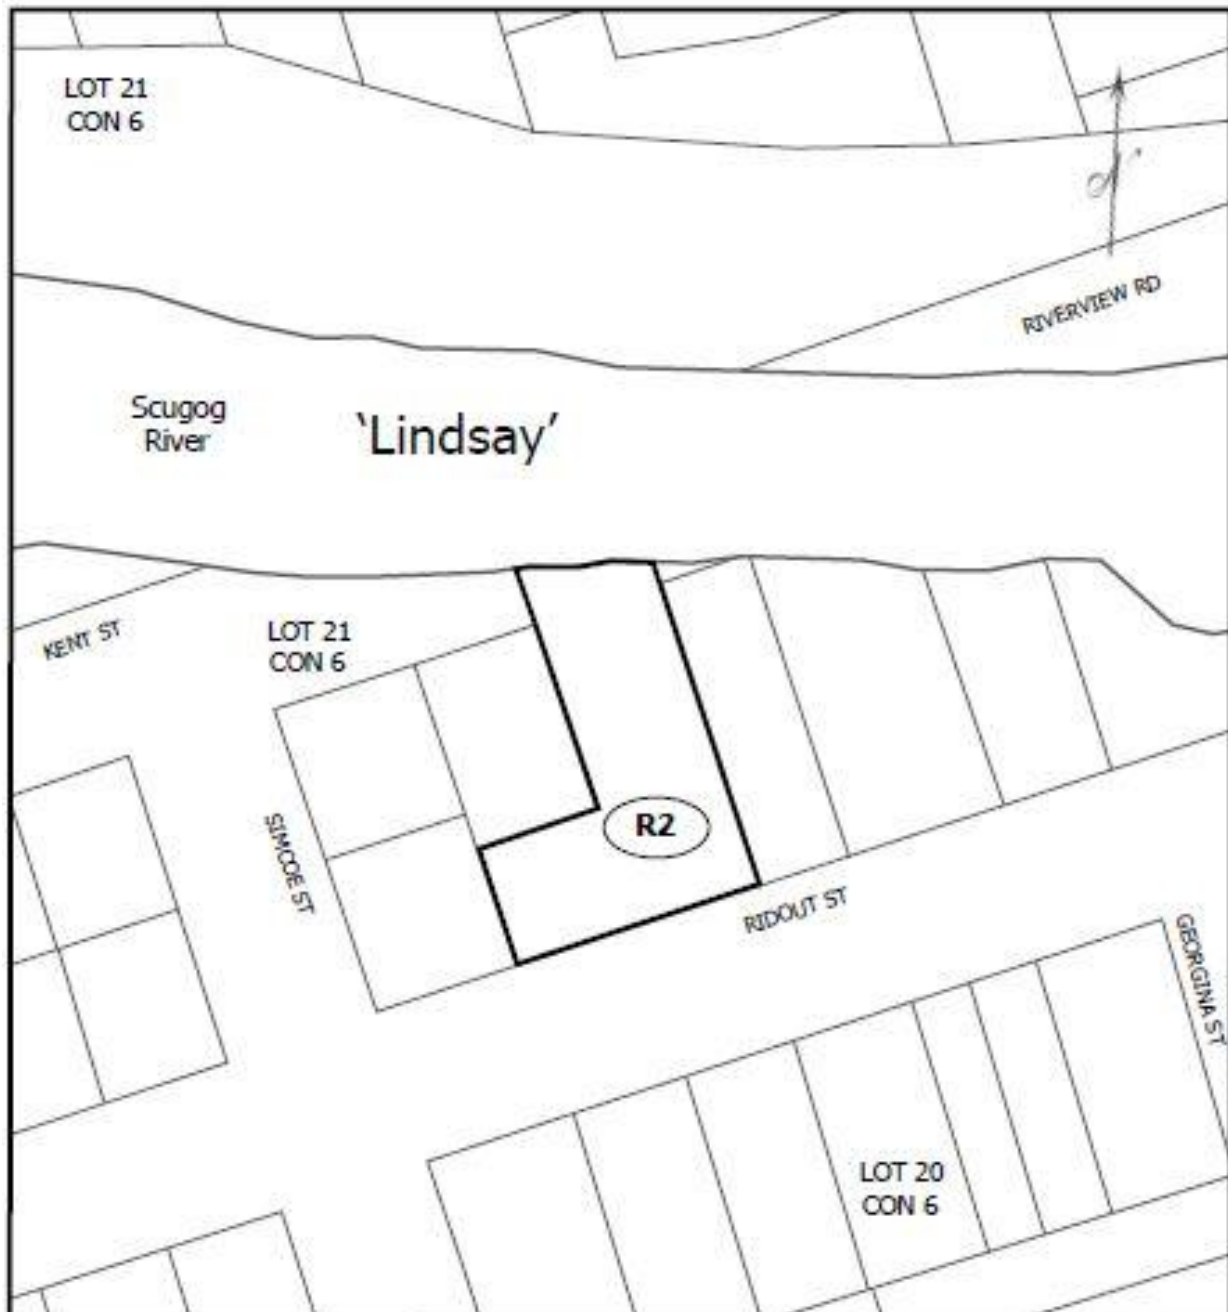 LOT 21
CON 6
RIVERVIEW RD
Scugog
River
‘Lindsay’
KENT ST
LOT 21
CON 6
SIMCOE ST
R2
RIDOUT ST
GEORGINA ST
LOT 20
CON 6